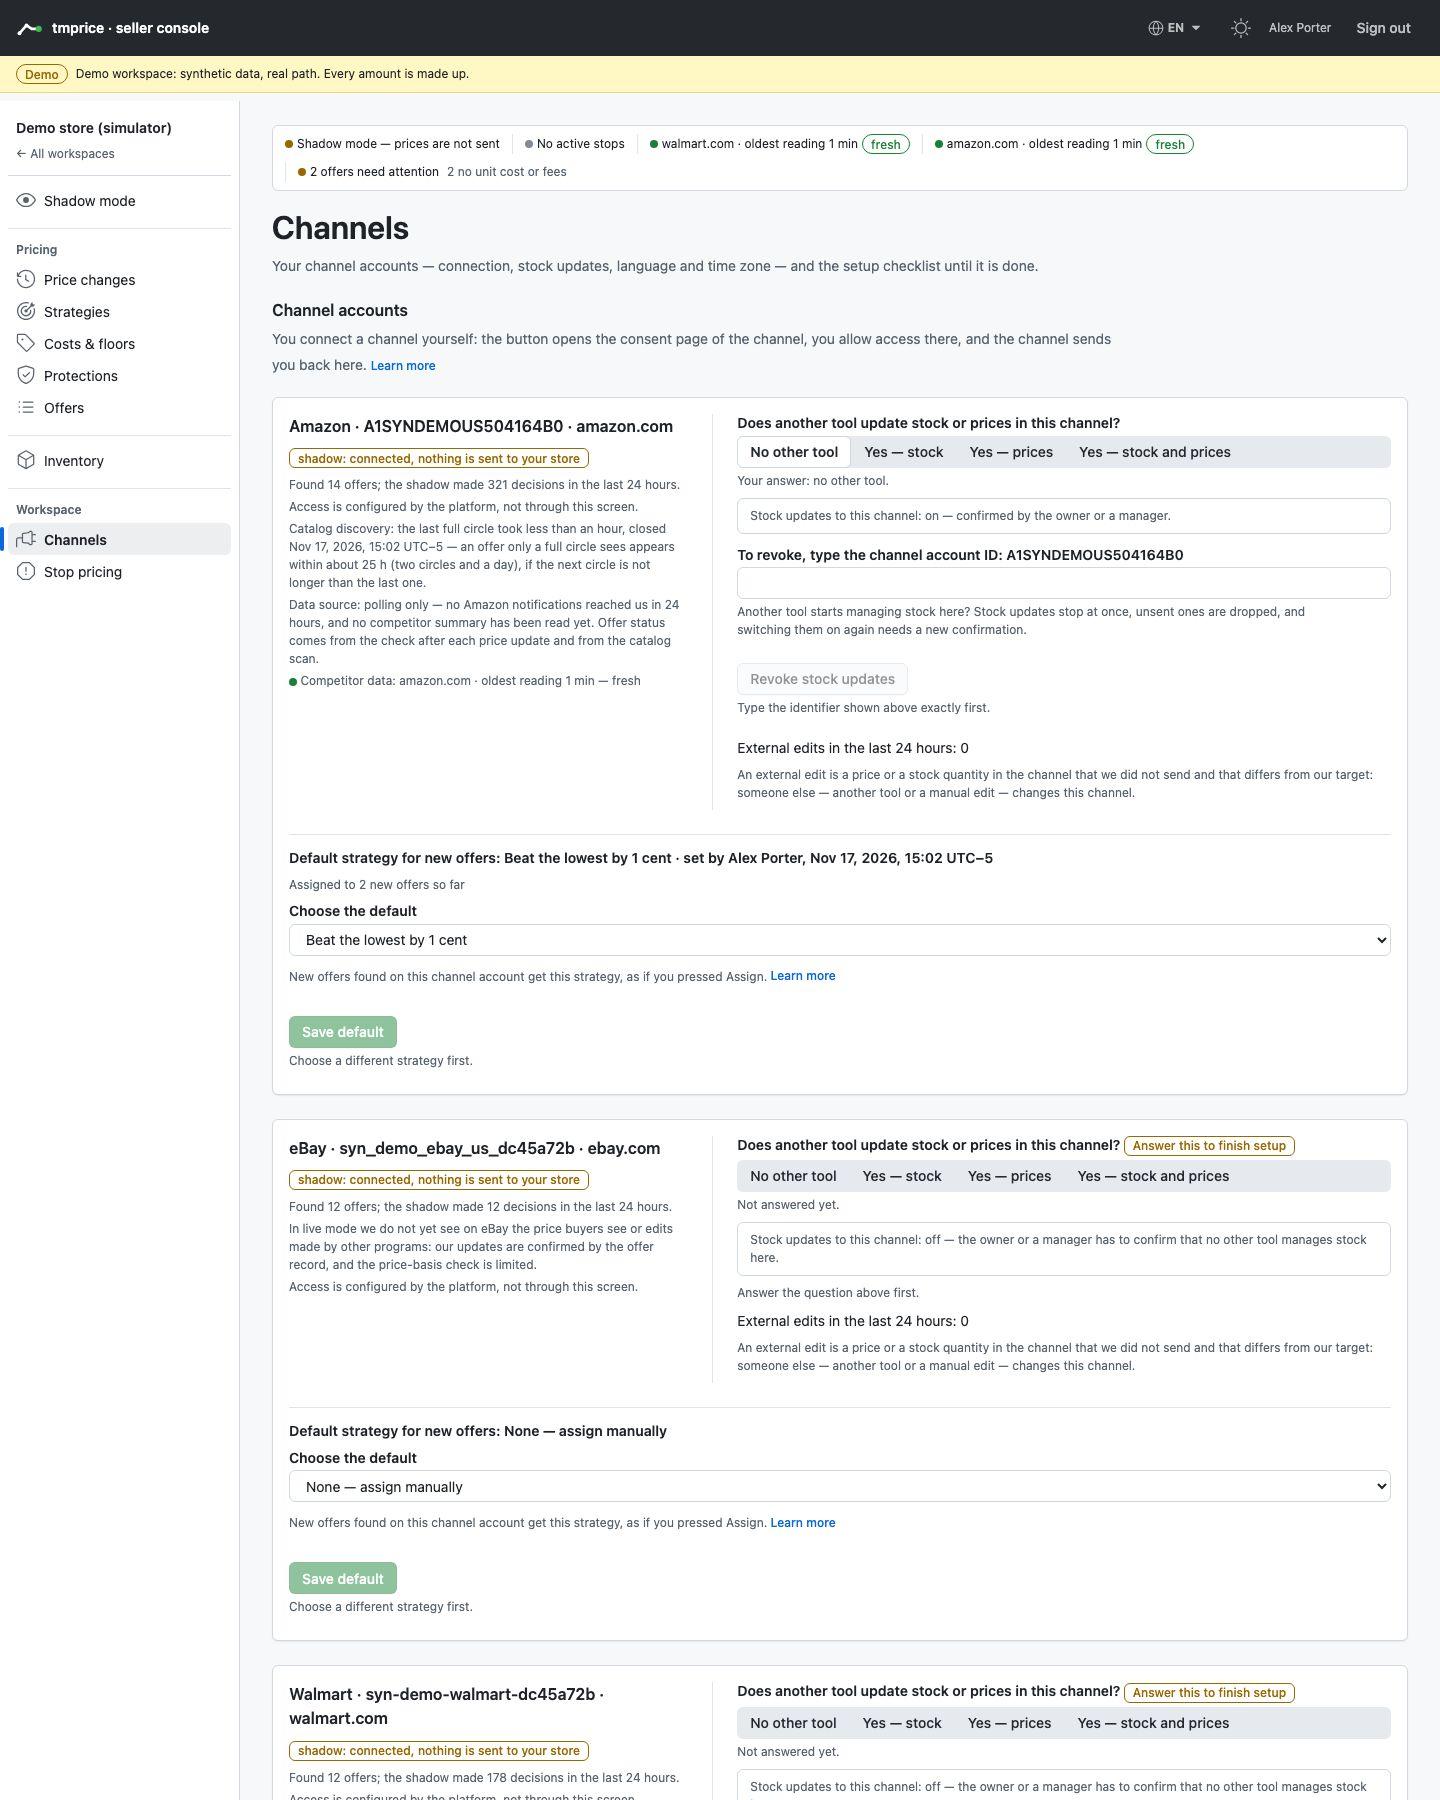 tmprice · seller console
EN
Alex Porter
Sign out
Demo
Demo workspace: synthetic data, real path. Every amount is made up.
Demo store (simulator)
← All workspaces
Shadow mode
Pricing
Price changes
Strategies
Costs & floors
Protections
Offers
Inventory
Workspace
Channels
Stop pricing
Shadow mode — prices are not sent
No active stops
walmart.com · oldest reading 1 min fresh
amazon.com · oldest reading 1 min fresh
2 offers need attention 2 no unit cost or fees
Channels
Your channel accounts — connection, stock updates, language and time zone — and the setup checklist until it is done.
Channel accounts
You connect a channel yourself: the button opens the consent page of the channel, you allow access there, and the channel sends
you back here. Learn more
Amazon · A1SYNDEMOUS504164B0 · amazon.com
shadow: connected, nothing is sent to your store
Found 14 offers; the shadow made 321 decisions in the last 24 hours.
Access is configured by the platform, not through this screen.
Catalog discovery: the last full circle took less than an hour, closed
Nov 17, 2026, 15:02 UTC−5 — an offer only a full circle sees appears
within about 25 h (two circles and a day), if the next circle is not
longer than the last one.
Data source: polling only — no Amazon notifications reached us in 24
hours, and no competitor summary has been read yet. Offer status
comes from the check after each price update and from the catalog
scan.
Competitor data: amazon.com · oldest reading 1 min — fresh
Does another tool update stock or prices in this channel?
No other tool
Yes — stock
Yes — prices
Yes — stock and prices
Your answer: no other tool.
Stock updates to this channel: on — confirmed by the owner or a manager.
To revoke, type the channel account ID: A1SYNDEMOUS504164B0
Another tool starts managing stock here? Stock updates stop at once, unsent ones are dropped, and
switching them on again needs a new confirmation.
Revoke stock updates
Type the identifier shown above exactly first.
External edits in the last 24 hours: 0
An external edit is a price or a stock quantity in the channel that we did not send and that differs from our target:
someone else — another tool or a manual edit — changes this channel.
Default strategy for new offers: Beat the lowest by 1 cent · set by Alex Porter, Nov 17, 2026, 15:02 UTC−5
Assigned to 2 new offers so far
Choose the default
Beat the lowest by 1 cent
New offers found on this channel account get this strategy, as if you pressed Assign. Learn more
Save default
Choose a different strategy first.
eBay · syn_demo_ebay_us_dc45a72b · ebay.com
shadow: connected, nothing is sent to your store
Found 12 offers; the shadow made 12 decisions in the last 24 hours.
In live mode we do not yet see on eBay the price buyers see or edits
made by other programs: our updates are confirmed by the offer
record, and the price-basis check is limited.
Access is configured by the platform, not through this screen.
Does another tool update stock or prices in this channel? Answer this to finish setup
No other tool
Yes — stock
Yes — prices
Yes — stock and prices
Not answered yet.
Stock updates to this channel: off — the owner or a manager has to confirm that no other tool manages stock
here.
Answer the question above first.
External edits in the last 24 hours: 0
An external edit is a price or a stock quantity in the channel that we did not send and that differs from our target:
someone else — another tool or a manual edit — changes this channel.
Default strategy for new offers: None — assign manually
Choose the default
None — assign manually
New offers found on this channel account get this strategy, as if you pressed Assign. Learn more
Save default
Choose a different strategy first.
Walmart · syn-demo-walmart-dc45a72b ·
walmart.com
shadow: connected, nothing is sent to your store
Found 12 offers; the shadow made 178 decisions in the last 24 hours.
Access is configured by the platform, not through this screen.
Does another tool update stock or prices in this channel? Answer this to finish setup
No other tool
Yes — stock
Yes — prices
Yes — stock and prices
Not answered yet.
Stock updates to this channel: off — the owner or a manager has to confirm that no other tool manages stock